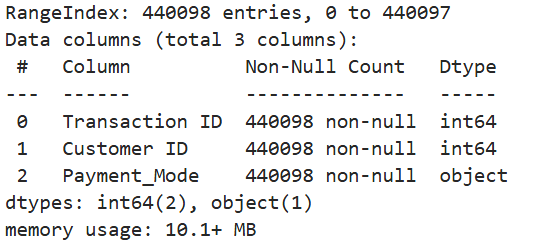 RangeIndex: 440098 entries, 0 to 440097
Data columns (total 3 columns):
 #   Column          Non-Null Count   Dtype
---  ------          --------------   -----
 0   Transaction ID  440098 non-null  int64
 1   Customer ID     440098 non-null  int64
 2   Payment_Mode    440098 non-null  object
dtypes: int64(2), object(1)
memory usage: 10.1+ MB